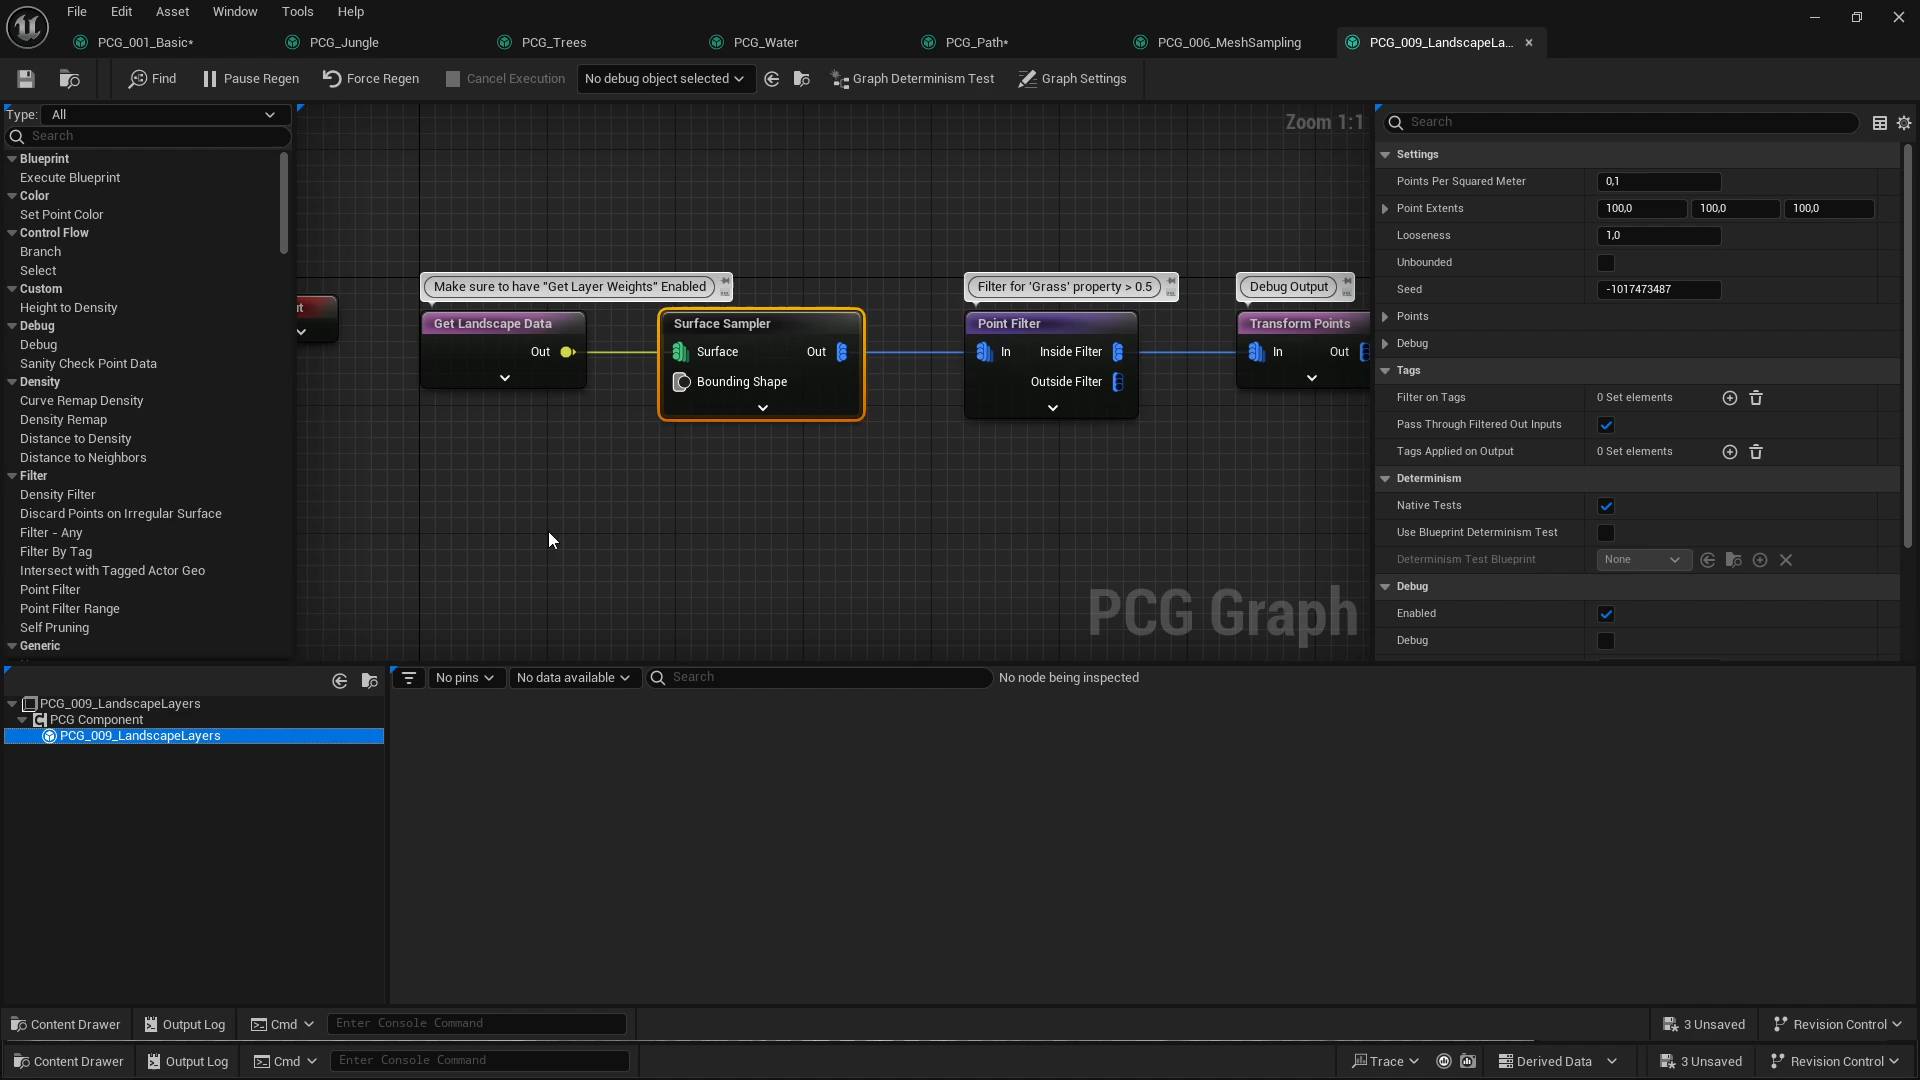 File Edit Asset Window Tools Help
PCG_001_Basic* PCG_Jungle PCG_Trees PCG_Water PCG_Path* PCG_006_MeshSampling PCG_009_LandscapeLa...
Find Pause Regen Force Regen Cancel Execution No debug object selected Graph Determinism Test Graph Settings
Type: All
Search
Blueprint
Execute Blueprint
Color
Set Point Color
Control Flow
Branch
Select
Custom
Height to Density
Debug
Debug
Sanity Check Point Data
Density
Curve Remap Density
Density Remap
Distance to Density
Distance to Neighbors
Filter
Density Filter
Discard Points on Irregular Surface
Filter - Any
Filter By Tag
Intersect with Tagged Actor Geo
Point Filter
Point Filter Range
Self Pruning
Generic
Zoom 1:1
Make sure to have "Get Layer Weights" Enabled
Filter for 'Grass' property > 0.5
Debug Output
Get Landscape Data
Out
Surface Sampler
Surface Out
Bounding Shape
Point Filter
In Inside Filter
Outside Filter
Transform Points
In Out
PCG Graph
Search
Settings
Points Per Squared Meter 0,1
Point Extents 100,0 100,0 100,0
Looseness 1,0
Unbounded
Seed -1017473487
Points
Debug
Tags
Filter on Tags 0 Set elements
Pass Through Filtered Out Inputs
Tags Applied on Output 0 Set elements
Determinism
Native Tests
Use Blueprint Determinism Test
Determinism Test Blueprint None
Debug
Enabled
Debug
PCG_009_LandscapeLayers
PCG Component
PCG_009_LandscapeLayers
No pins No data available Search No node being inspected
Content Drawer Output Log Cmd Enter Console Command 3 Unsaved Revision Control
Content Drawer Output Log Cmd Enter Console Command Trace Derived Data 3 Unsaved Revision Control